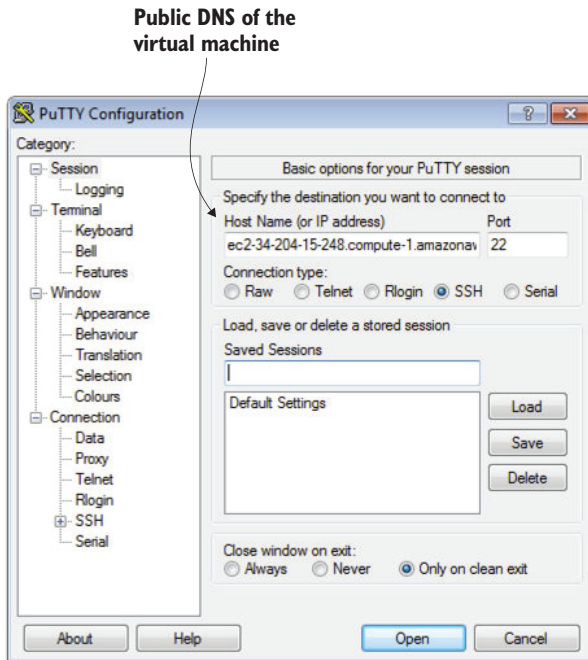 Public DNS of the
virtual machine
PuTTY Configuration
Category:
Session
Logging
Terminal
Keyboard
Bell
Features
Window
Appearance
Behaviour
Translation
Selection
Colours
Connection
Data
Proxy
Telnet
Rlogin
SSH
Serial
Basic options for your PuTTY session
Specify the destination you want to connect to
Host Name (or IP address) Port
ec2-34-204-15-248.compute-1.amazonav 22
Connection type:
Raw Telnet Rlogin SSH Serial
Load, save or delete a stored session
Saved Sessions
Default Settings
Load
Save
Delete
Close window on exit:
Always Never Only on clean exit
About Help Open Cancel